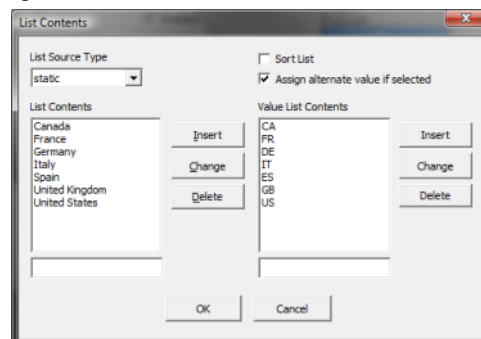 List Contents
List Source Type
static
Sort List
Assign alternate value if selected
List Contents
Canada
France
Germany
Italy
Spain
United Kingdom
United States
Insert
Change
Delete
Value List Contents
CA
FR
DE
IT
ES
GB
US
Insert
Change
Delete
OK
Cancel